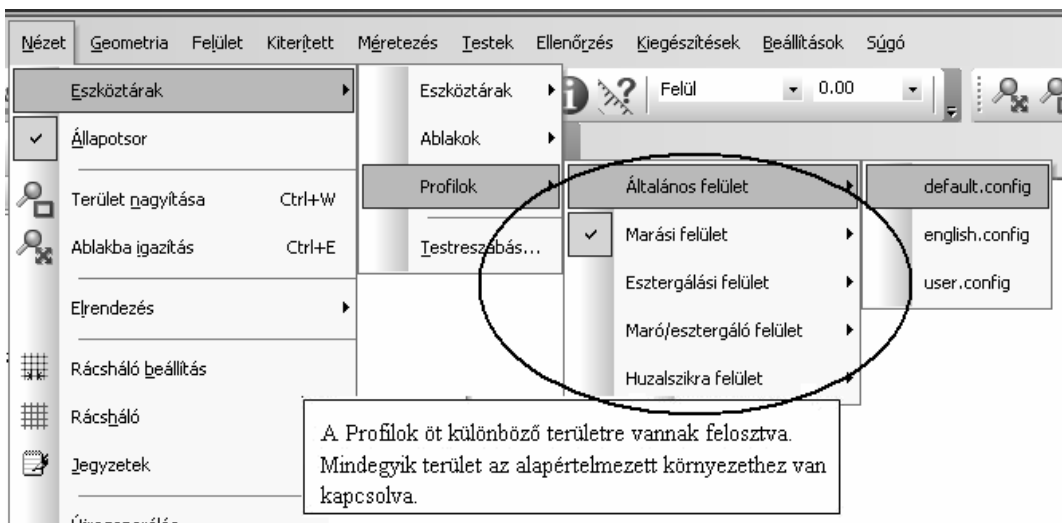 Nézet Geometria Felület Kiterített Méretezés Testek Ellenőrzés Kiegészítések Beállítások Súgó
Eszköztárak
Állapotsor
Terület nagyítása Ctrl+W
Ablakba igazítás Ctrl+E
Elrendezés
Rácsháló beállítás
Rácsháló
Jegyzetek
Eszköztárak
Ablakok
Profilok
Testreszabás...
Felül 0.00
Általános felület
Marási felület
Esztergálási felület
Maró/esztergáló felület
Huzalszikra felület
default.config
english.config
user.config
A Profilok öt különböző területre vannak felosztva.
Mindegyik terület az alapértelmezett környezethez van
kapcsolva.